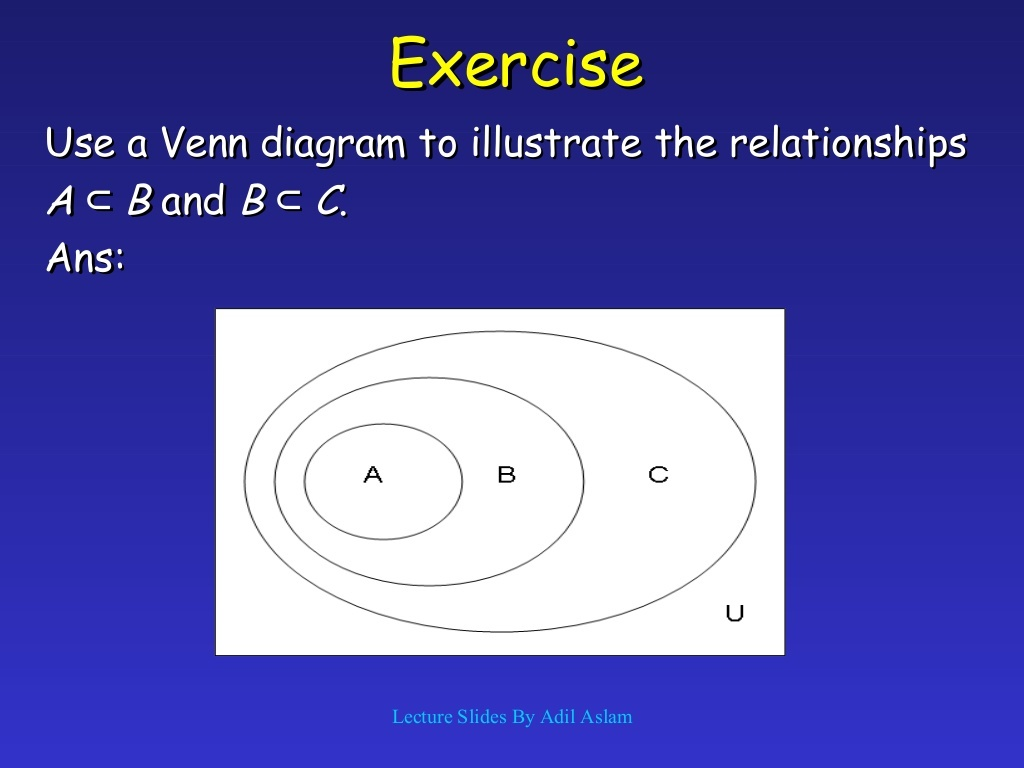 Exercise
Use a Venn diagram to illustrate the relationships
A ⊂ B and B ⊂ C.
Ans:
A B C
U
Lecture Slides By Adil Aslam